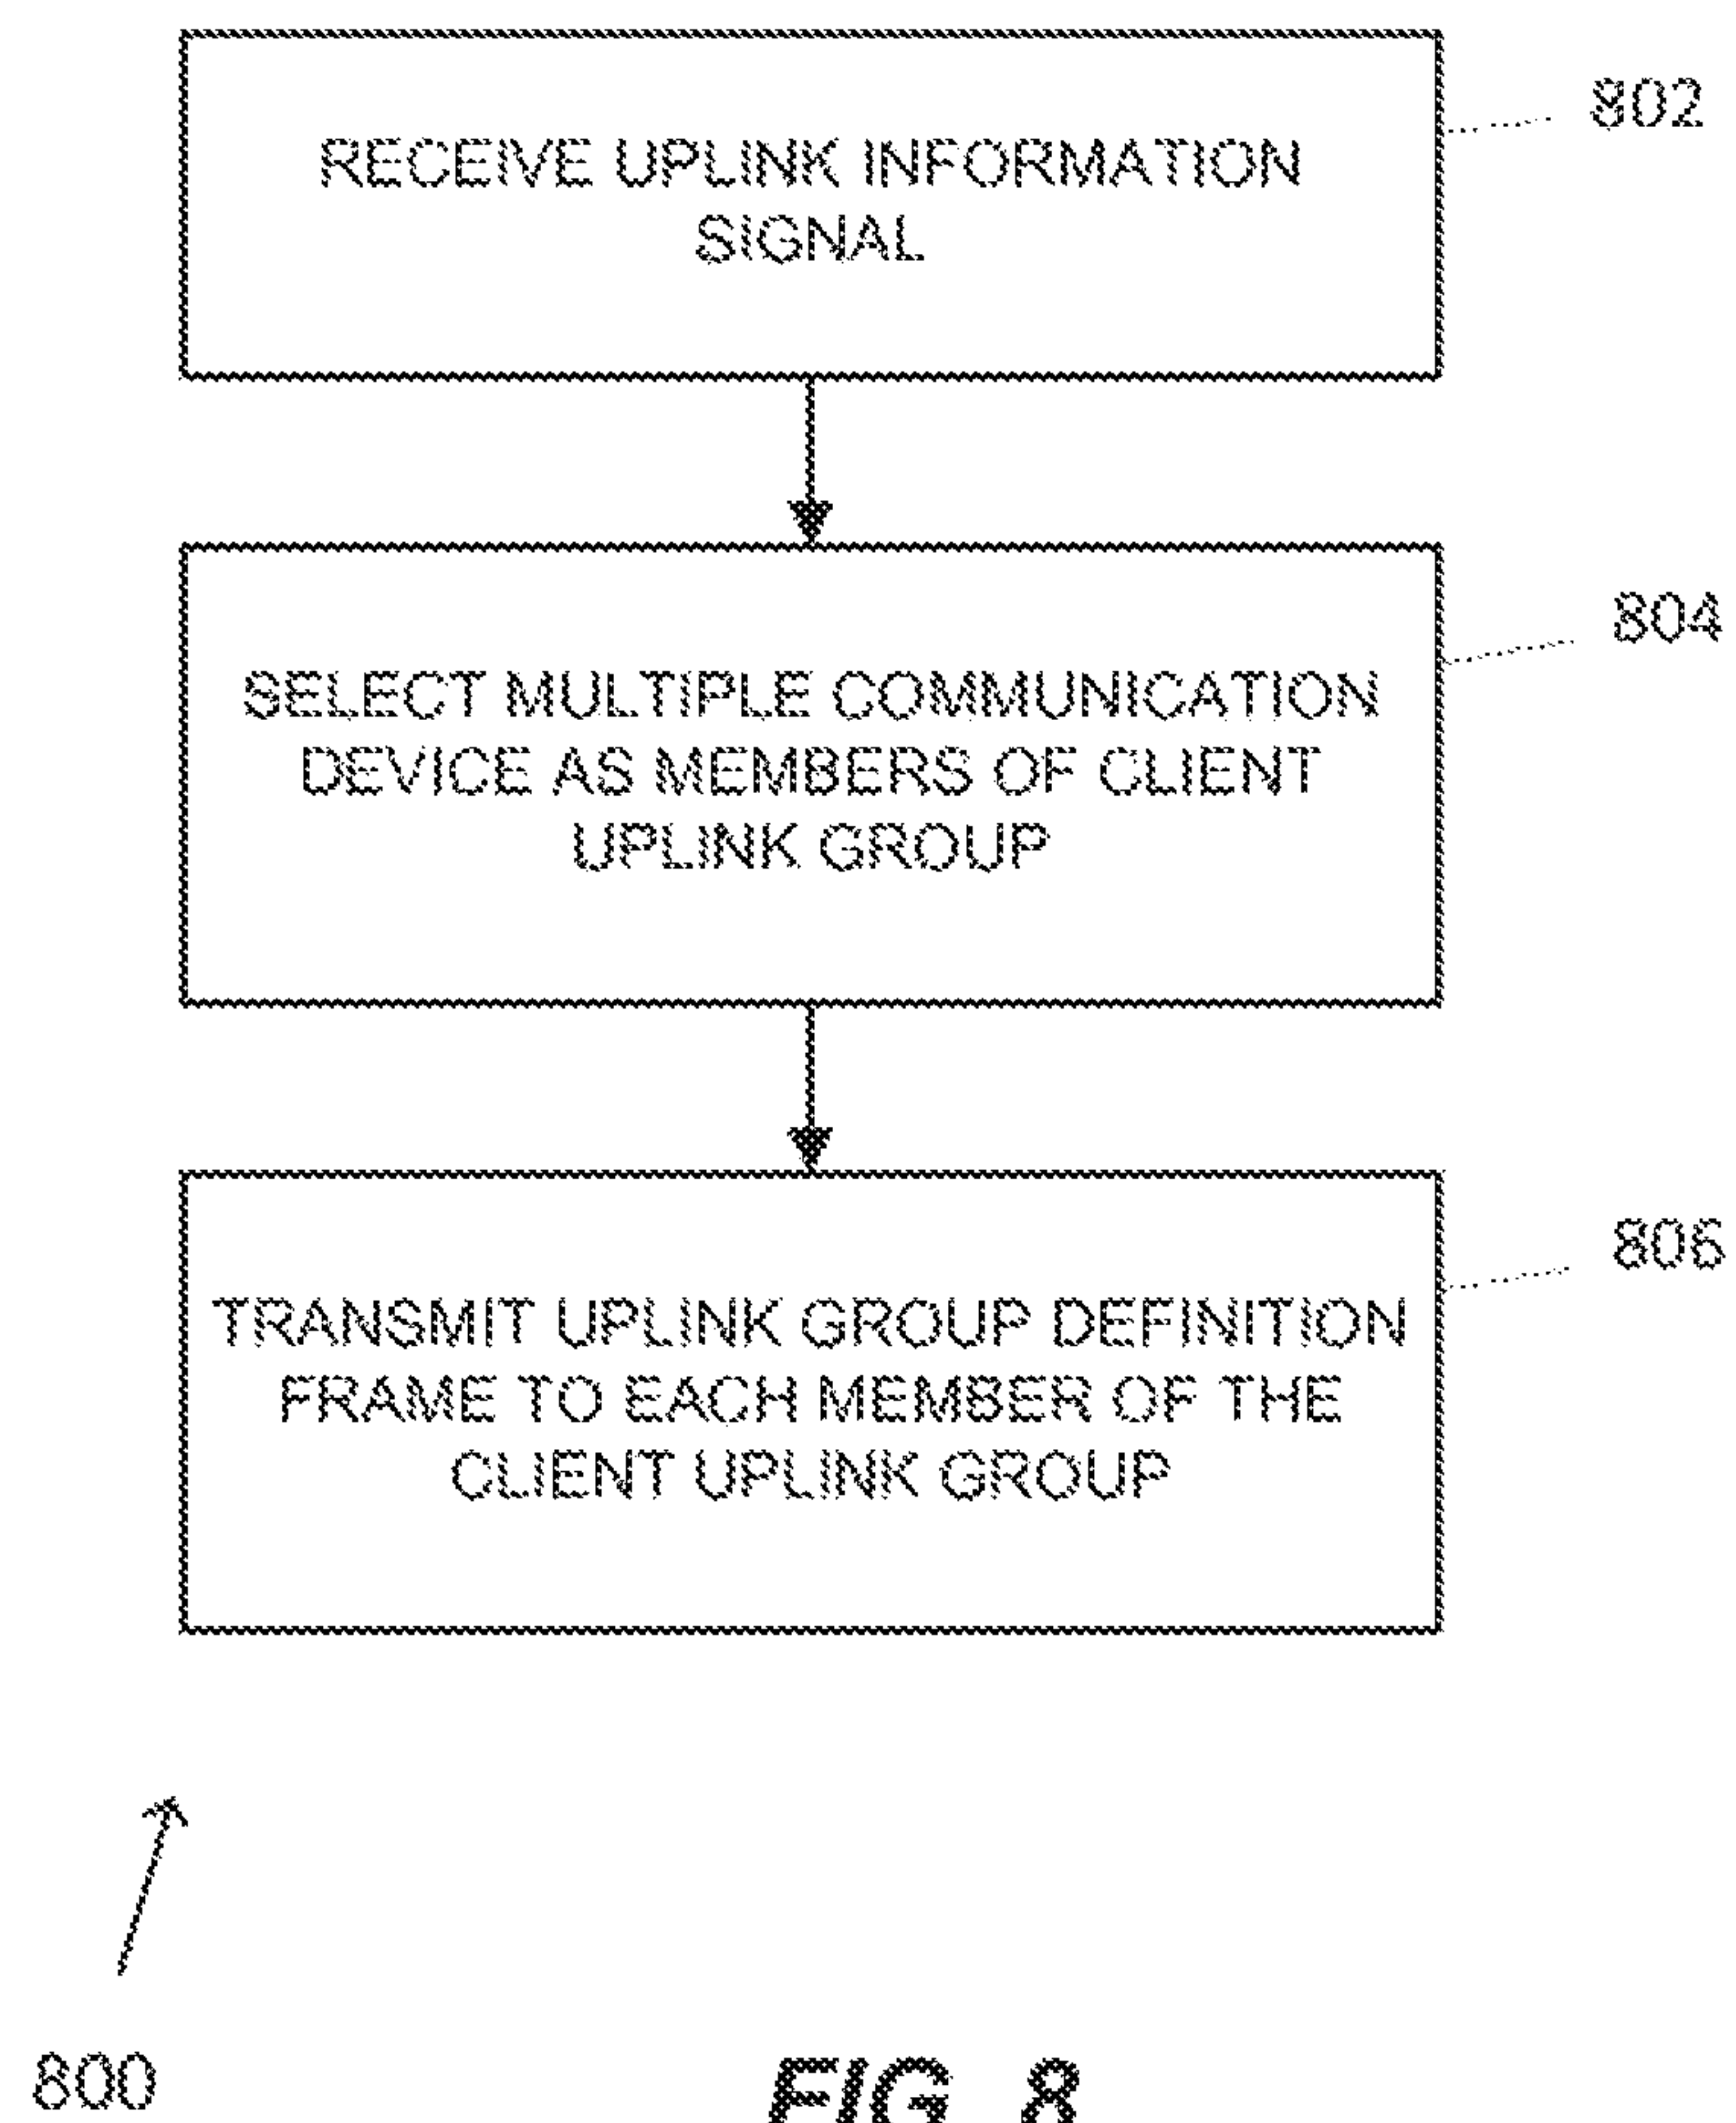 RECEIVE UPLINK INFORMATION
SIGNAL
802
SELECT MULTIPLE COMMUNICATION
DEVICE AS MEMBERS OF CLIENT
UPLINK GROUP
804
TRANSMIT UPLINK GROUP DEFINITION
FRAME TO EACH MEMBER OF THE
CLIENT UPLINK GROUP
806
800
FIG. 8